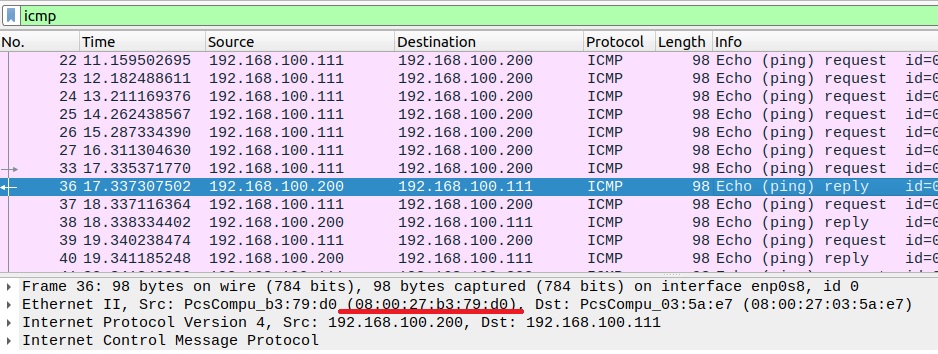 icmp
No. Time Source Destination Protocol Length Info
22 11.159502695 192.168.100.111 192.168.100.200 ICMP 98 Echo (ping) request id=0
23 12.182488611 192.168.100.111 192.168.100.200 ICMP 98 Echo (ping) request id=0
24 13.211169376 192.168.100.111 192.168.100.200 ICMP 98 Echo (ping) request id=0
25 14.262438567 192.168.100.111 192.168.100.200 ICMP 98 Echo (ping) request id=0
26 15.287334390 192.168.100.111 192.168.100.200 ICMP 98 Echo (ping) request id=0
27 16.311304630 192.168.100.111 192.168.100.200 ICMP 98 Echo (ping) request id=0
33 17.335371770 192.168.100.111 192.168.100.200 ICMP 98 Echo (ping) request id=0
36 17.337307502 192.168.100.200 192.168.100.111 ICMP 98 Echo (ping) reply id=0
37 18.337116364 192.168.100.111 192.168.100.200 ICMP 98 Echo (ping) request id=0
38 18.338334402 192.168.100.200 192.168.100.111 ICMP 98 Echo (ping) reply id=0
39 19.340238474 192.168.100.111 192.168.100.200 ICMP 98 Echo (ping) request id=0
40 19.341185248 192.168.100.200 192.168.100.111 ICMP 98 Echo (ping) reply id=0
Frame 36: 98 bytes on wire (784 bits), 98 bytes captured (784 bits) on interface enp0s8, id 0
Ethernet II, Src: PcsCompu_b3:79:d0 (08:00:27:b3:79:d0), Dst: PcsCompu_03:5a:e7 (08:00:27:03:5a:e7)
Internet Protocol Version 4, Src: 192.168.100.200, Dst: 192.168.100.111
Internet Control Message Protocol